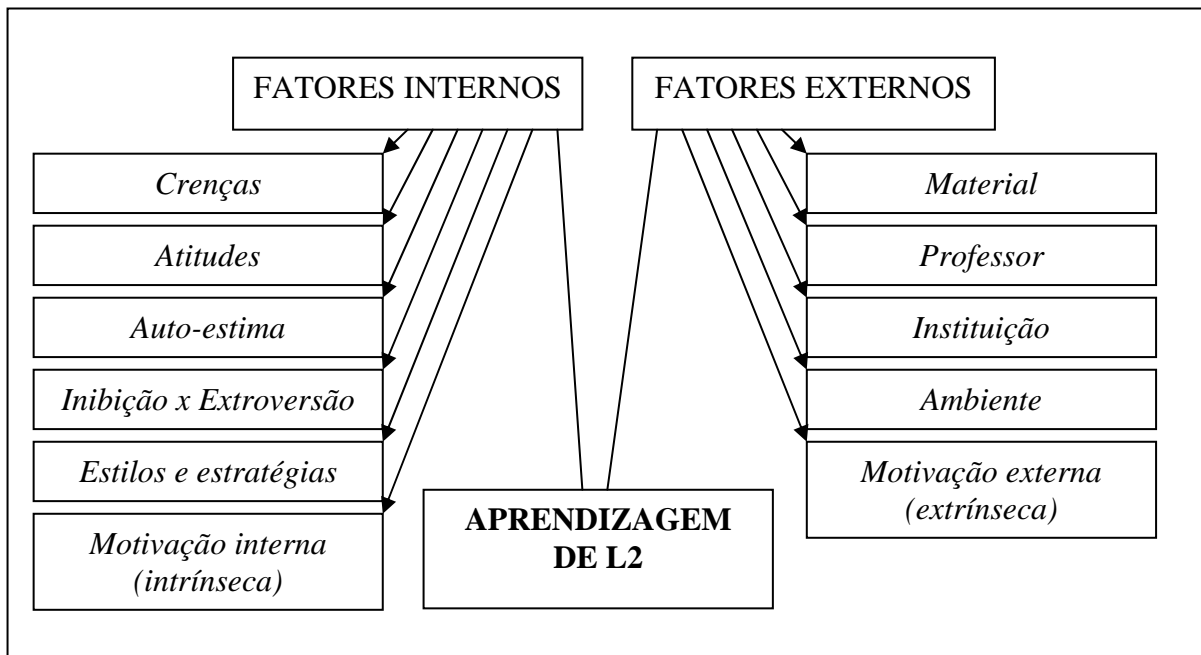 FATORES INTERNOS
FATORES EXTERNOS
Crenças
Atitudes
Auto-estima
Inibição x Extroversão
Estilos e estratégias
Motivação interna
(intrínseca)
APRENDIZAGEM
DE L2
Material
Professor
Instituição
Ambiente
Motivação externa
(extrínseca)